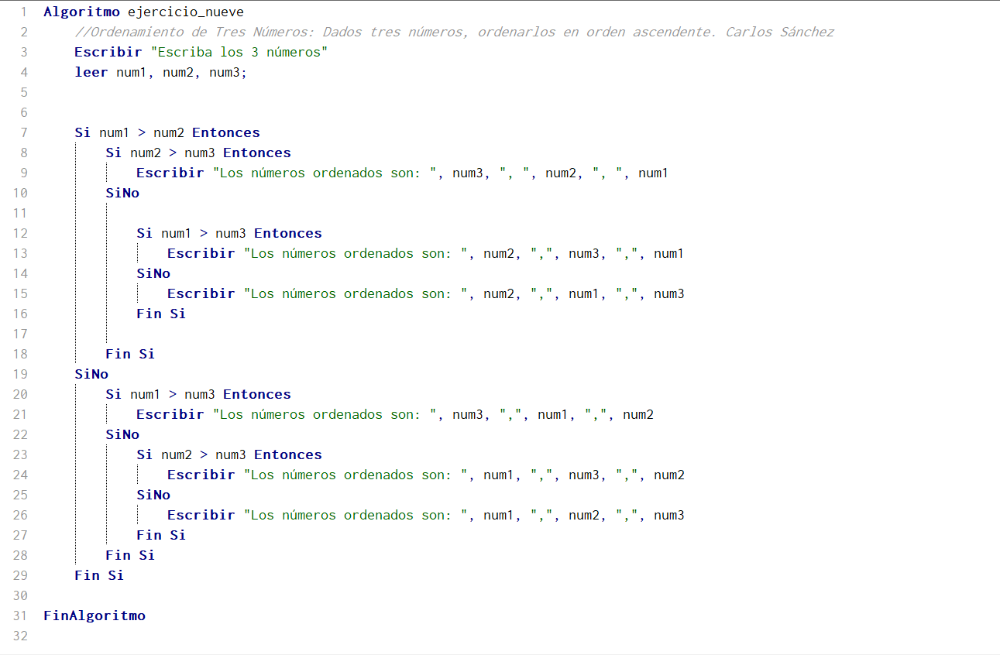 1 Algoritmo ejercicio_nueve
2 //Ordenamiento de Tres Números: Dados tres números, ordenarlos en orden ascendente. Carlos Sánchez
3 Escribir "Escriba los 3 números"
4 leer num1, num2, num3;
5
6
7 Si num1 > num2 Entonces
8 Si num2 > num3 Entonces
9 Escribir "Los números ordenados son: ", num3, ", ", num2, ", ", num1
10 SiNo
11
12 Si num1 > num3 Entonces
13 Escribir "Los números ordenados son: ", num2, ",", num3, ",", num1
14 SiNo
15 Escribir "Los números ordenados son: ", num2, ",", num1, ",", num3
16 Fin Si
17
18 Fin Si
19 SiNo
20 Si num1 > num3 Entonces
21 Escribir "Los números ordenados son: ", num3, ",", num1, ",", num2
22 SiNo
23 Si num2 > num3 Entonces
24 Escribir "Los números ordenados son: ", num1, ",", num3, ",", num2
25 SiNo
26 Escribir "Los números ordenados son: ", num1, ",", num2, ",", num3
27 Fin Si
28 Fin Si
29 Fin Si
30
31 FinAlgoritmo
32